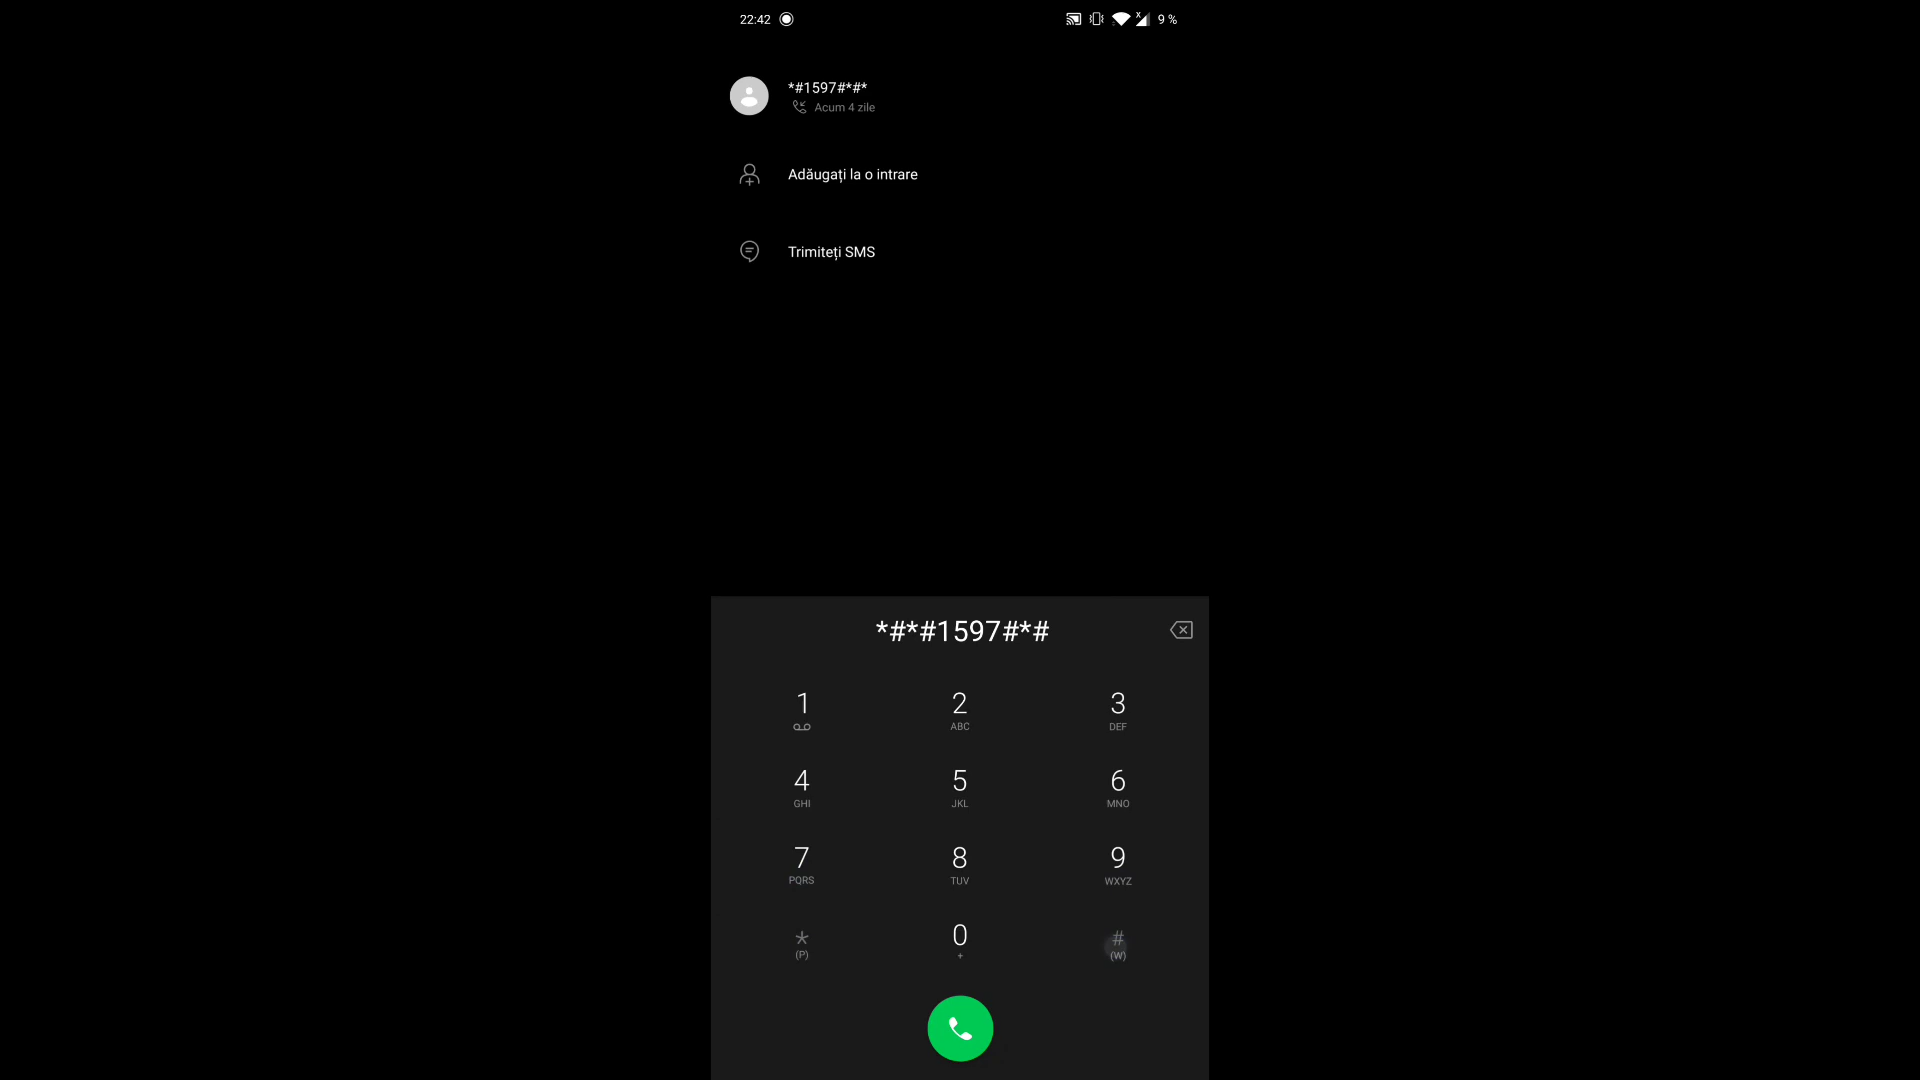 22:42
9 %
*#1597#*#*
Acum 4 zile
Adăugați la o intrare
Trimiteți SMS
*#*#1597#*#
1
2
ABC
3
DEF
4
GHI
5
JKL
6
MNO
7
PQRS
8
TUV
9
WXYZ
*
(P)
0
+
#
(W)